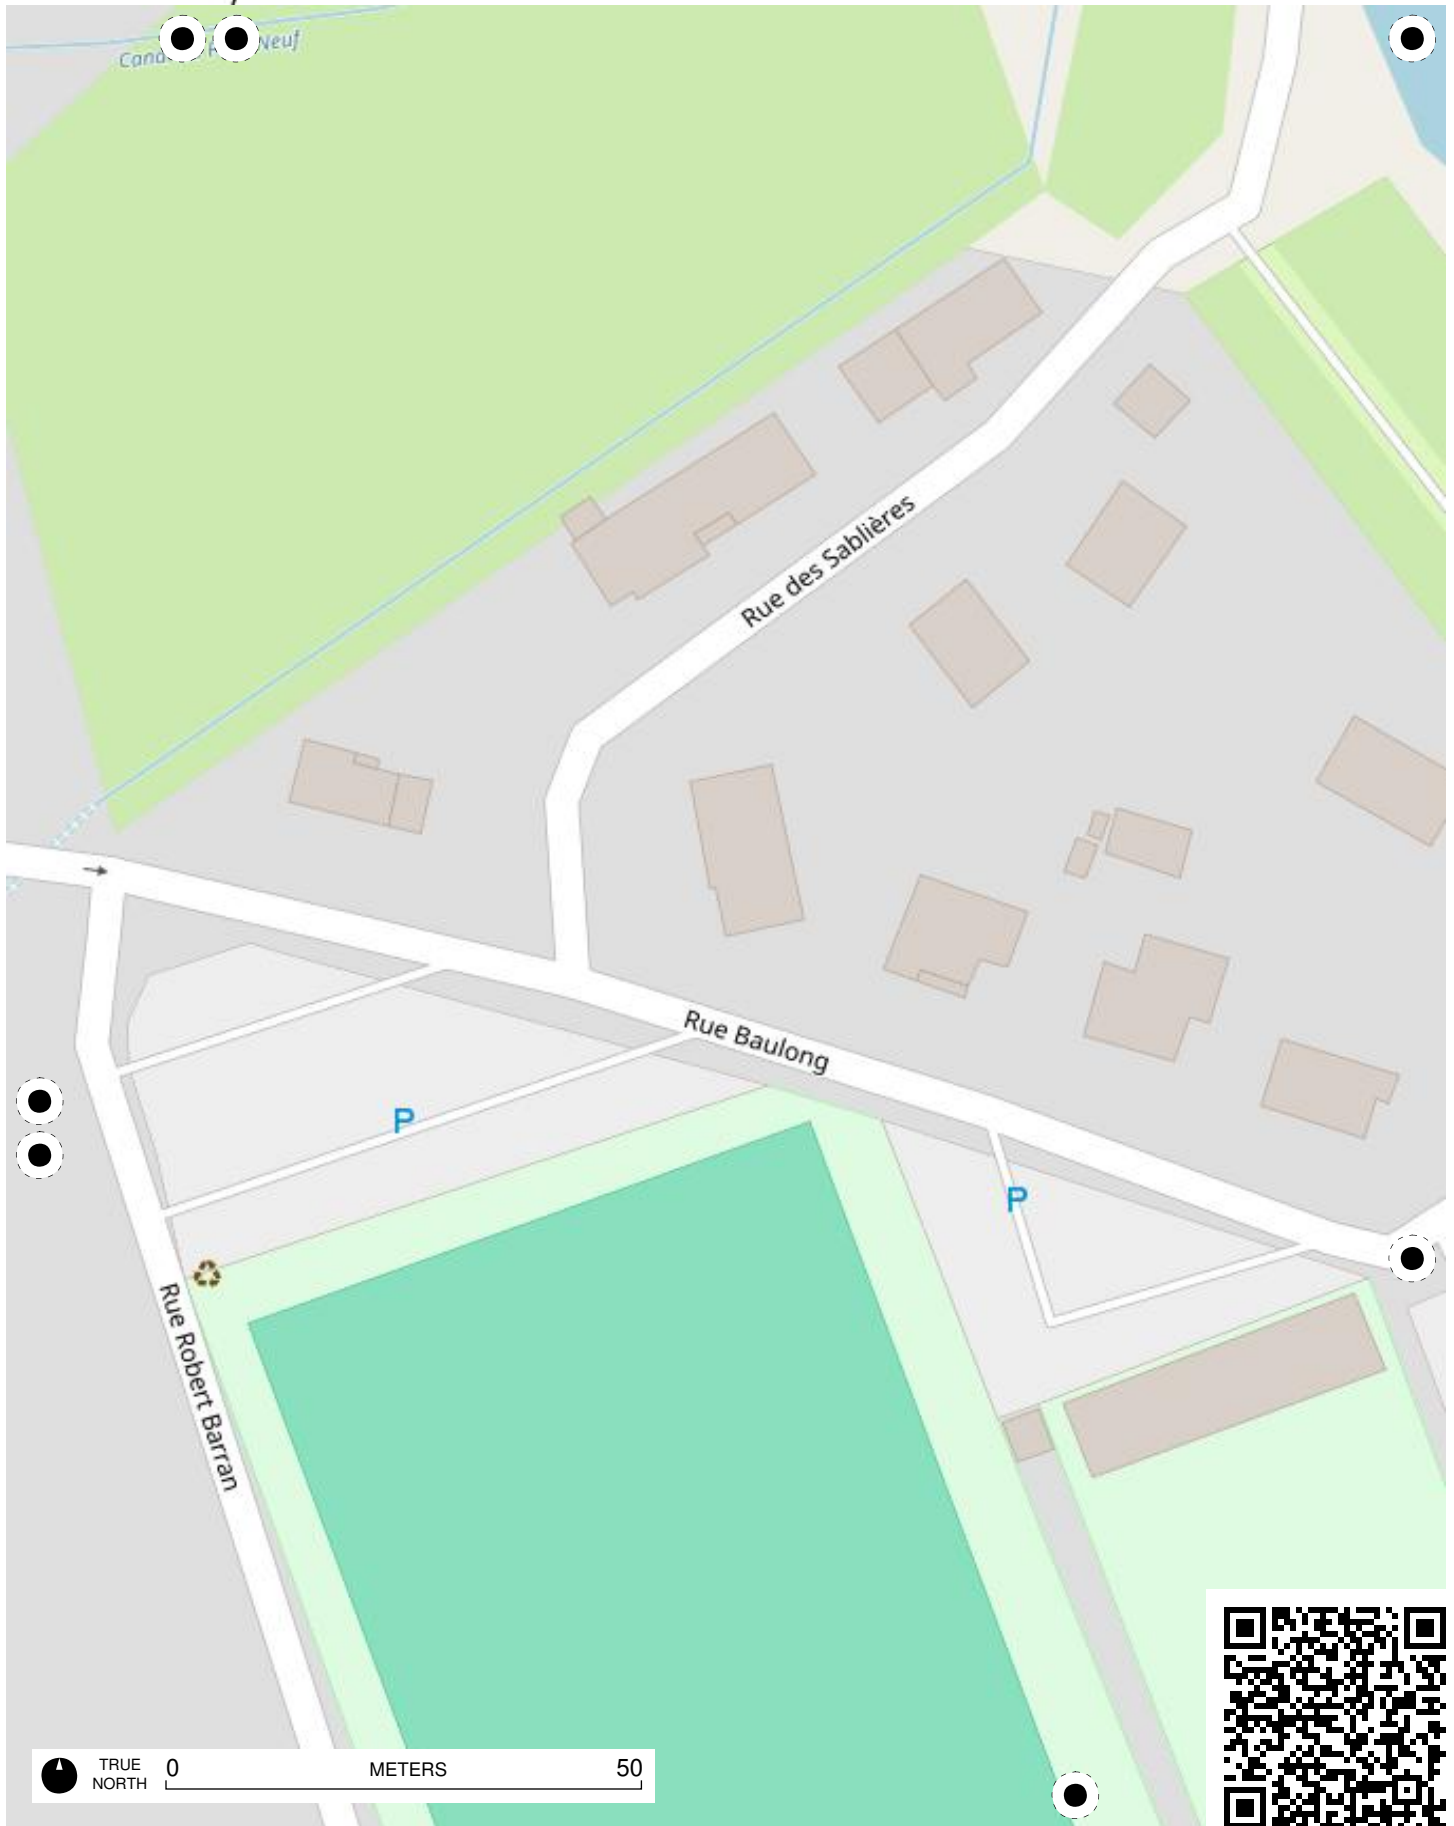 Neuf
Rue des Sablières
Rue Baulong
P
P
Rue Robert Barran
TRUE
NORTH
0 METERS 50